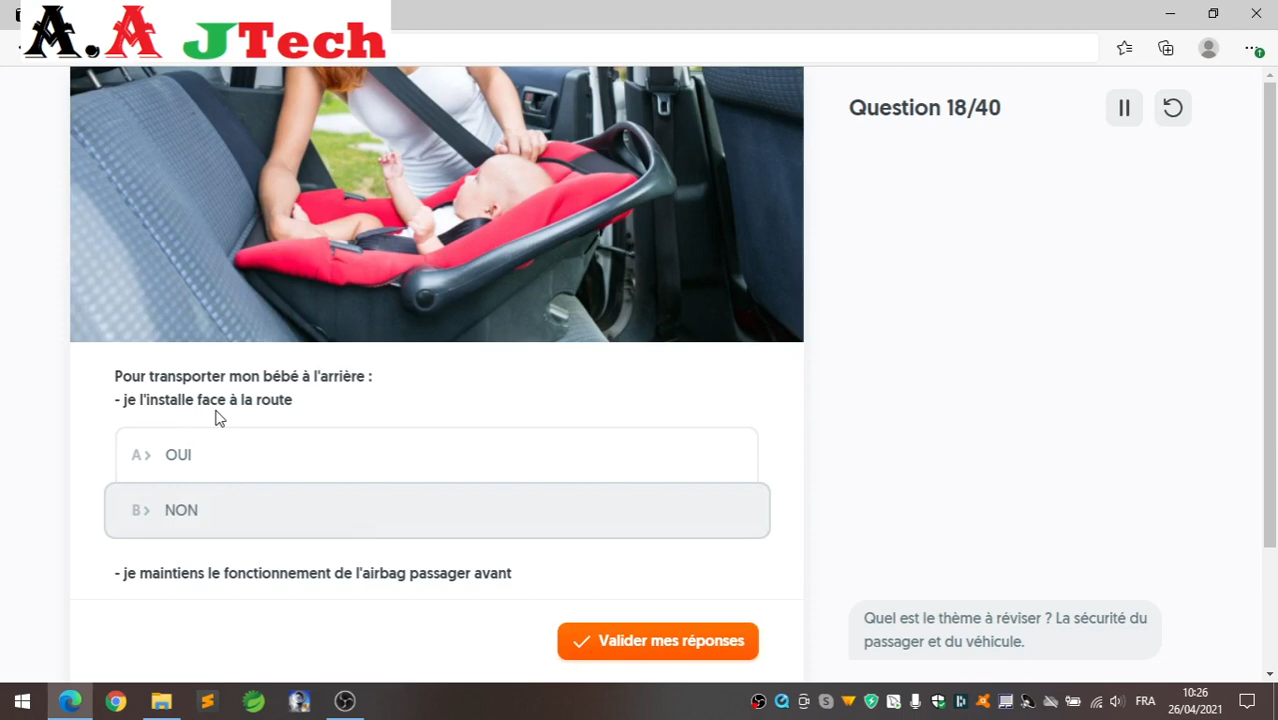 A.A JTech
Question 18/40
Pour transporter mon bébé à l'arrière :
- je l'installe face à la route
A> OUI
B> NON
- je maintiens le fonctionnement de l'airbag passager avant
Valider mes réponses
Quel est le thème à réviser ? La sécurité du
passager et du véhicule.
FRA
10:26
26/04/2021